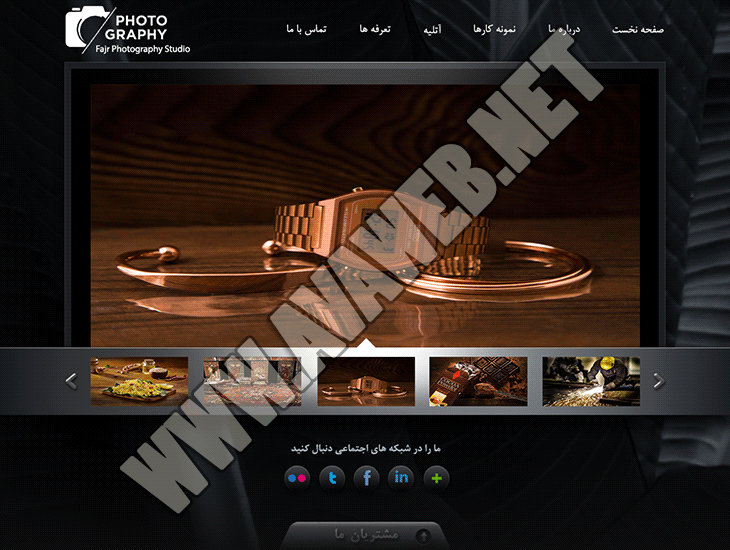 PHOTO
GRAPHY
Fajr Photography Studio
صفحه نخست
درباره ما
نمونه کارها
آتلیه
تعرفه ها
تماس با ما
WWW.AVAWEB.NET
ما را در شبکه های اجتماعی دنبال کنید
مشتریان ما